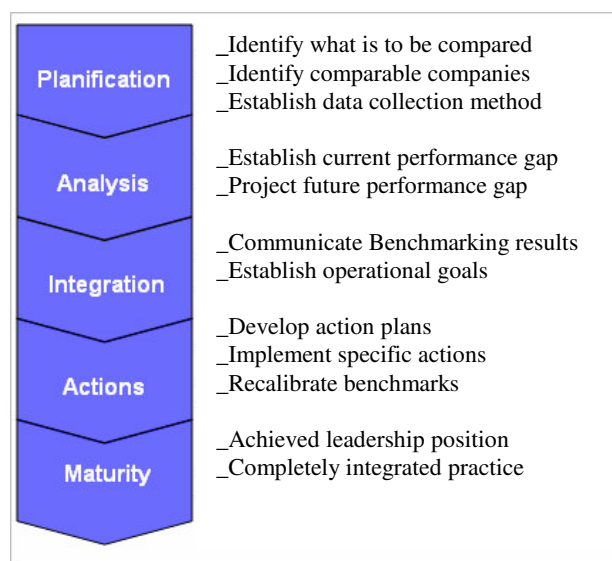 Planification
_Identify what is to be compared
_Identify comparable companies
_Establish data collection method
Analysis
_Establish current performance gap
_Project future performance gap
Integration
_Communicate Benchmarking results
_Establish operational goals
Actions
_Develop action plans
_Implement specific actions
_Recalibrate benchmarks
Maturity
_Achieved leadership position
_Completely integrated practice